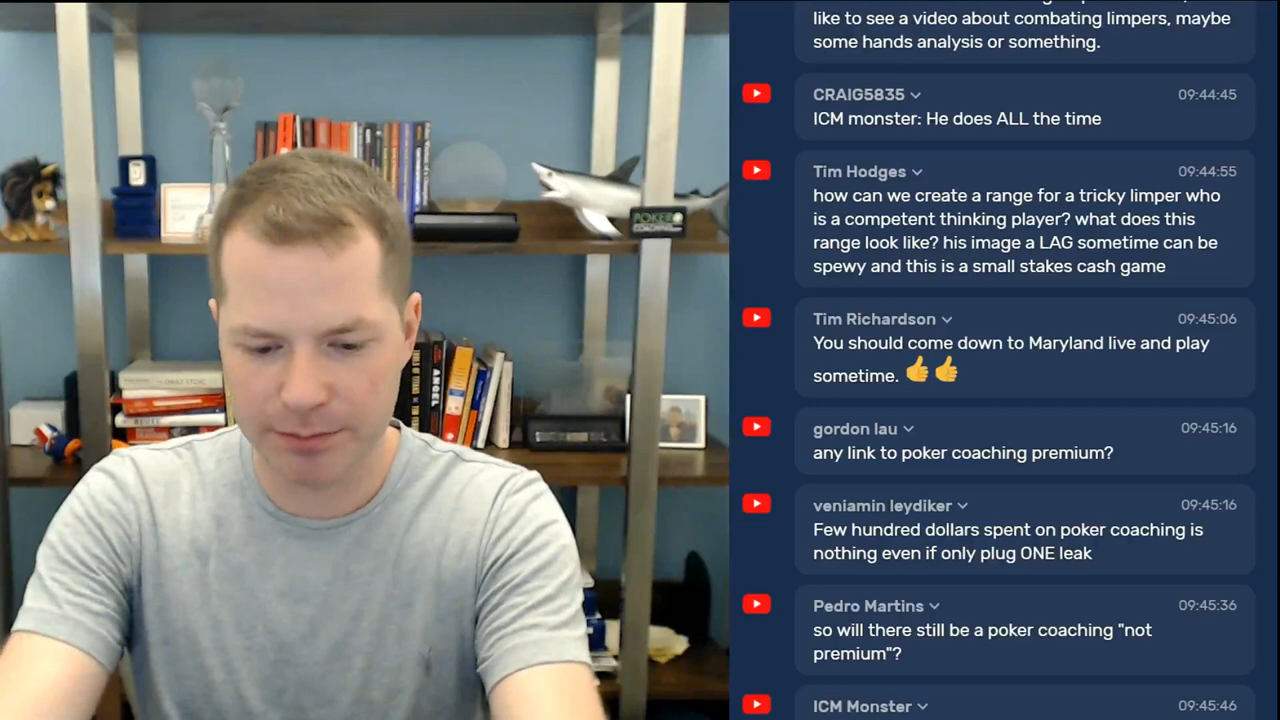 like to see a video about combating limpers, maybe
some hands analysis or something.
CRAIG5835 09:44:45
ICM monster: He does ALL the time
Tim Hodges 09:44:55
how can we create a range for a tricky limper who
is a competent thinking player? what does this
range look like? his image a LAG sometime can be
spewy and this is a small stakes cash game
Tim Richardson 09:45:06
You should come down to Maryland live and play
sometime. 👍👍
gordon lau 09:45:16
any link to poker coaching premium?
veniamin leydiker 09:45:16
Few hundred dollars spent on poker coaching is
nothing even if only plug ONE leak
Pedro Martins 09:45:36
so will there still be a poker coaching "not
premium"?
ICM Monster 09:45:46
POKER
DAILY STOIC
ANGEL